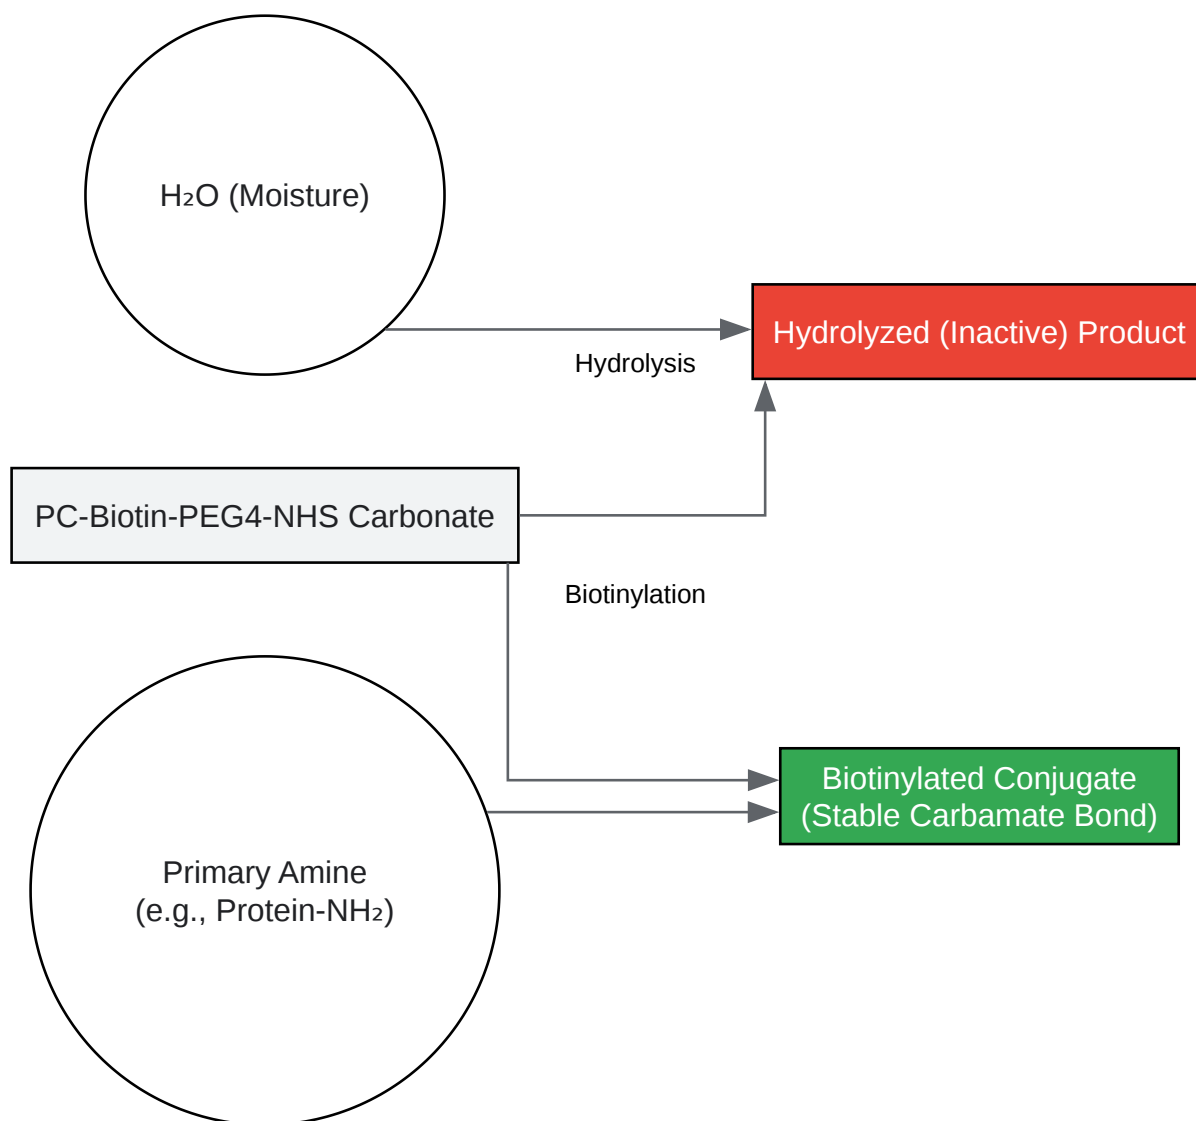 H₂O (Moisture)
Hydrolyzed (Inactive) Product
Hydrolysis
PC-Biotin-PEG4-NHS Carbonate
Biotinylation
Biotinylated Conjugate
(Stable Carbamate Bond)
Primary Amine
(e.g., Protein-NH₂)